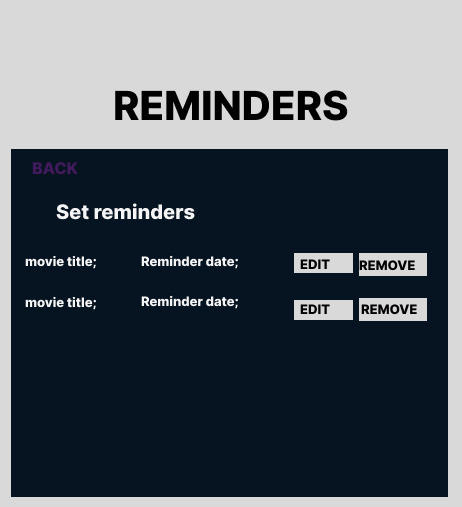 REMINDERS
BACK
Set reminders
movie title; Reminder date; EDIT REMOVE
movie title; Reminder date; EDIT REMOVE